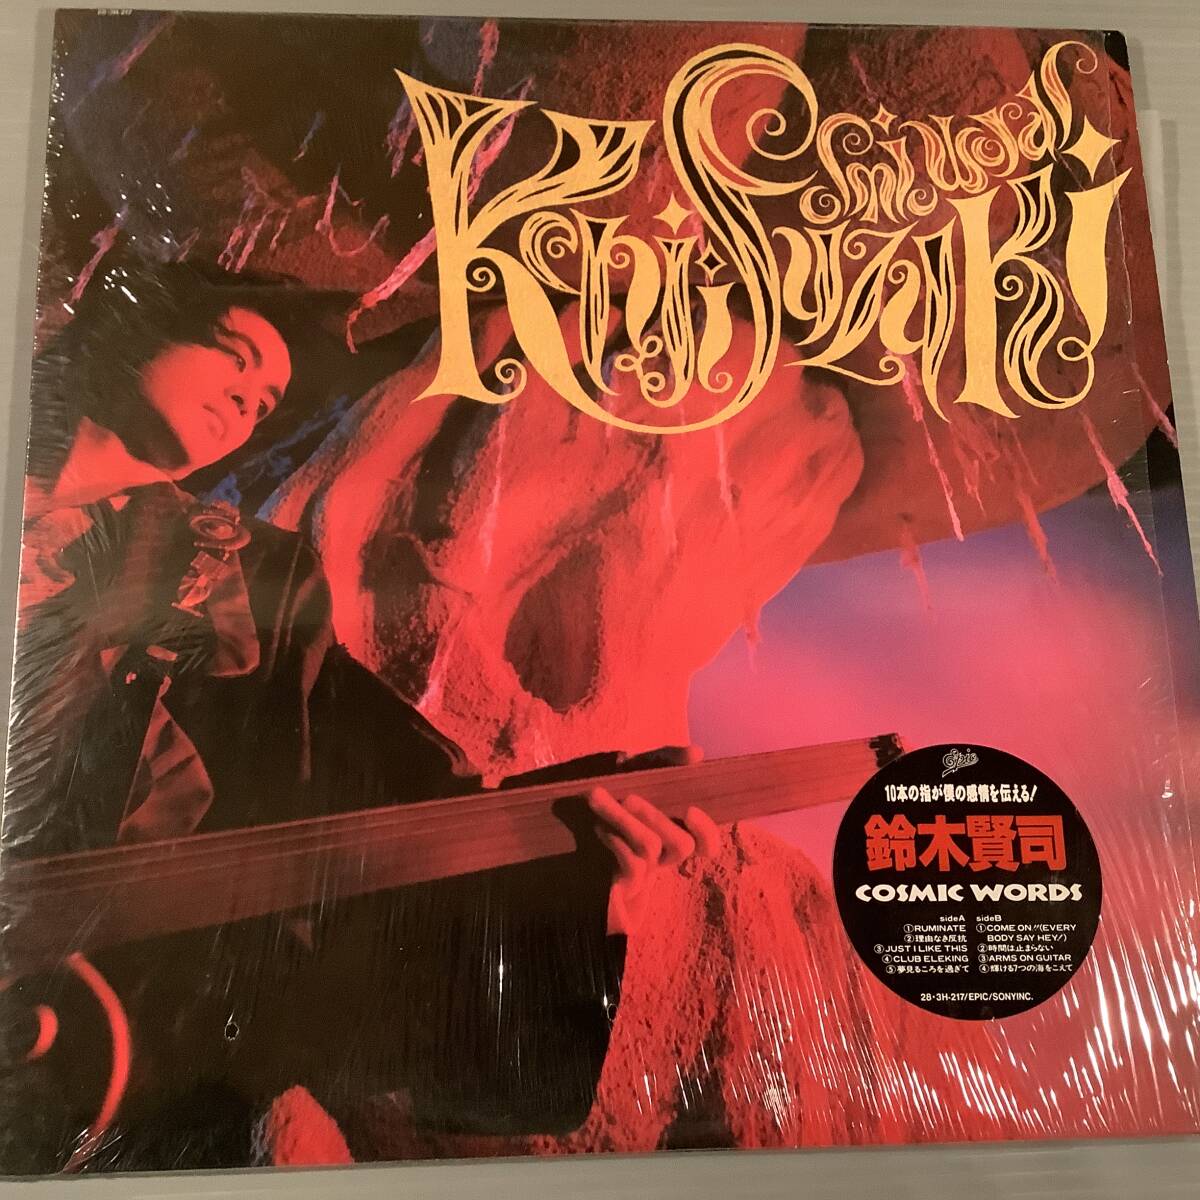 28·3H-217
Cosmic Words
Kenji Suzuki
Epic
10本の指が僕の感情を伝える!
鈴木賢司
COSMIC WORDS
sideA
①RUMINATE
②理由なき反抗
③JUST I LIKE THIS
④CLUB ELEKING
⑤夢見るころを過ぎて
sideB
①COME ON!!(EVERY
BODY SAY HEY!)
②時間は止まらない
③ARMS ON GUITAR
④輝ける7つの海をこえて
28·3H-217/EPIC/SONYINC.